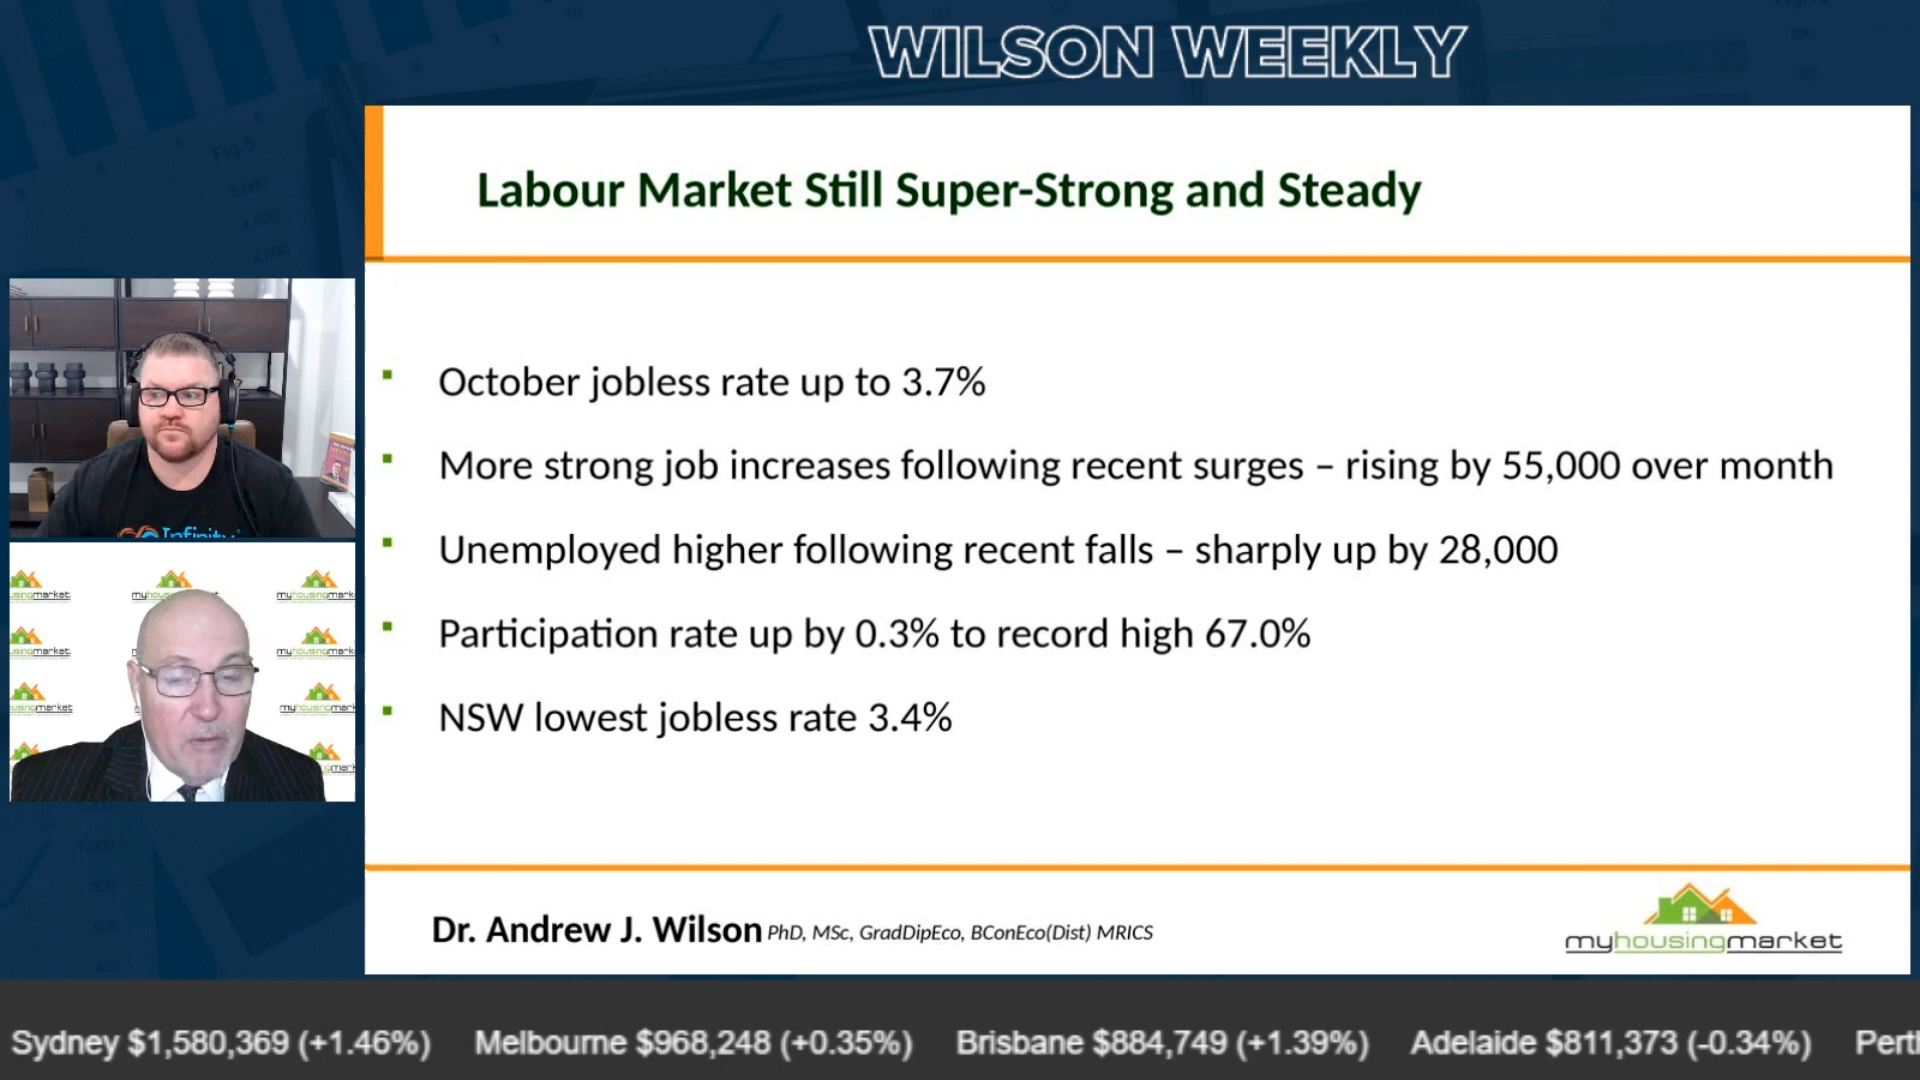 WILSON WEEKLY
Labour Market Still Super-Strong and Steady
October jobless rate up to 3.7%
More strong job increases following recent surges – rising by 55,000 over month
Unemployed higher following recent falls – sharply up by 28,000
Participation rate up by 0.3% to record high 67.0%
NSW lowest jobless rate 3.4%
Dr. Andrew J. Wilson PhD, MSc, GradDipEco, BConEco(Dist) MRICS
myhousingmarket
Infinity
Sydney $1,580,369 (+1.46%) Melbourne $968,248 (+0.35%) Brisbane $884,749 (+1.39%) Adelaide $811,373 (-0.34%)